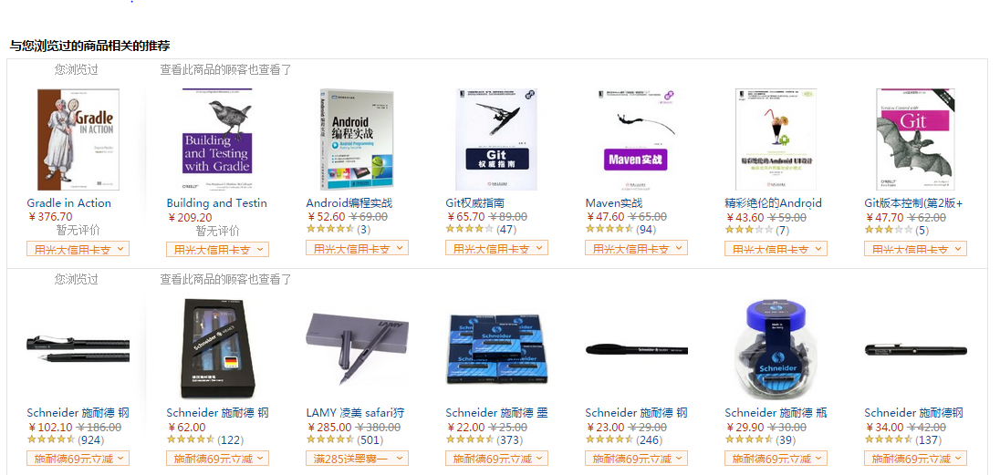 与您浏览过的商品相关的推荐
您浏览过
查看此商品的顾客也查看了
Gradle
IN ACTION
Building and
Testing
with Gradle
O'REILLY
Android
编程实战
Git
权威指南
Maven实战
精彩绝伦的Android UI设计
Git
O'REILLY
Gradle in Action
￥376.70
暂无评价
用光大信用卡支
Building and Testin
￥209.20
暂无评价
用光大信用卡支
Android编程实战
￥52.60 ￥69.00
(3)
用光大信用卡支
Git权威指南
￥65.70 ￥89.00
(47)
用光大信用卡支
Maven实战
￥47.60 ￥65.00
(94)
用光大信用卡支
精彩绝伦的Android
￥43.60 ￥59.00
(7)
用光大信用卡支
Git版本控制(第2版+
￥47.70 ￥62.00
(5)
用光大信用卡支
您浏览过
查看此商品的顾客也查看了
LAMY
Schneider
Schneider
Schneider 施耐德 钢
￥102.10 ￥186.00
(924)
施耐德69元立减
Schneider 施耐德 钢
￥62.00
(122)
施耐德69元立减
LAMY 凌美 safari狩
￥285.00 ￥380.00
(501)
满285送墨囊一
Schneider 施耐德 墨
￥22.00 ￥25.00
(373)
施耐德69元立减
Schneider 施耐德 钢
￥23.00 ￥29.00
(246)
施耐德69元立减
Schneider 施耐德 瓶
￥29.90 ￥30.00
(39)
施耐德69元立减
Schneider 施耐德钢
￥34.00 ￥42.00
(137)
施耐德69元立减